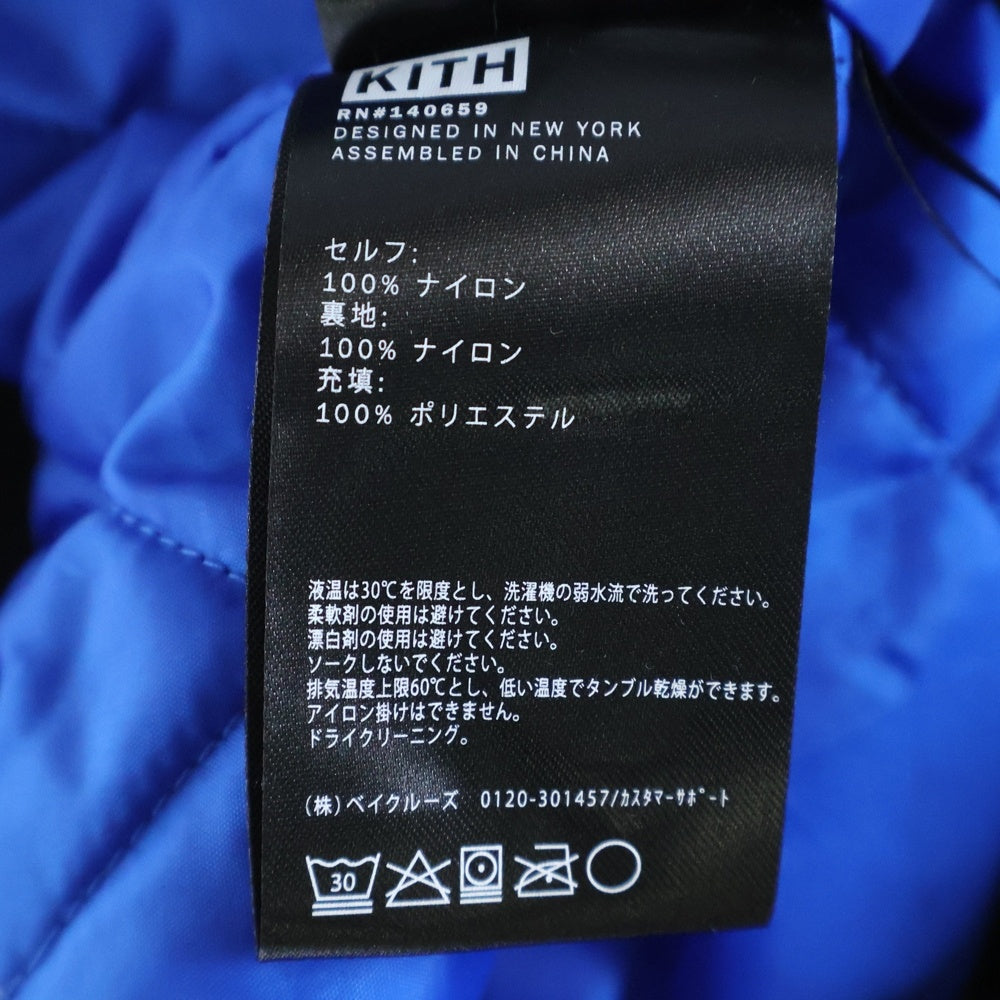 KITH
RN#140659
DESIGNED IN NEW YORK
ASSEMBLED IN CHINA
セルフ:
100% ナイロン
裏地:
100% ナイロン
充填:
100% ポリエステル
液温は30℃を限度とし、洗濯機の弱水流で洗ってください。
柔軟剤の使用は避けてください。
漂白剤の使用は避けてください。
ソークしないでください。
排気温度上限60℃とし、低い温度でタンブル乾燥ができます。
アイロン掛けはできません。
ドライクリーニング。
(株)ベイクルーズ 0120-301457/ｶｽﾀﾏｰｻﾎﾟｰﾄ
30